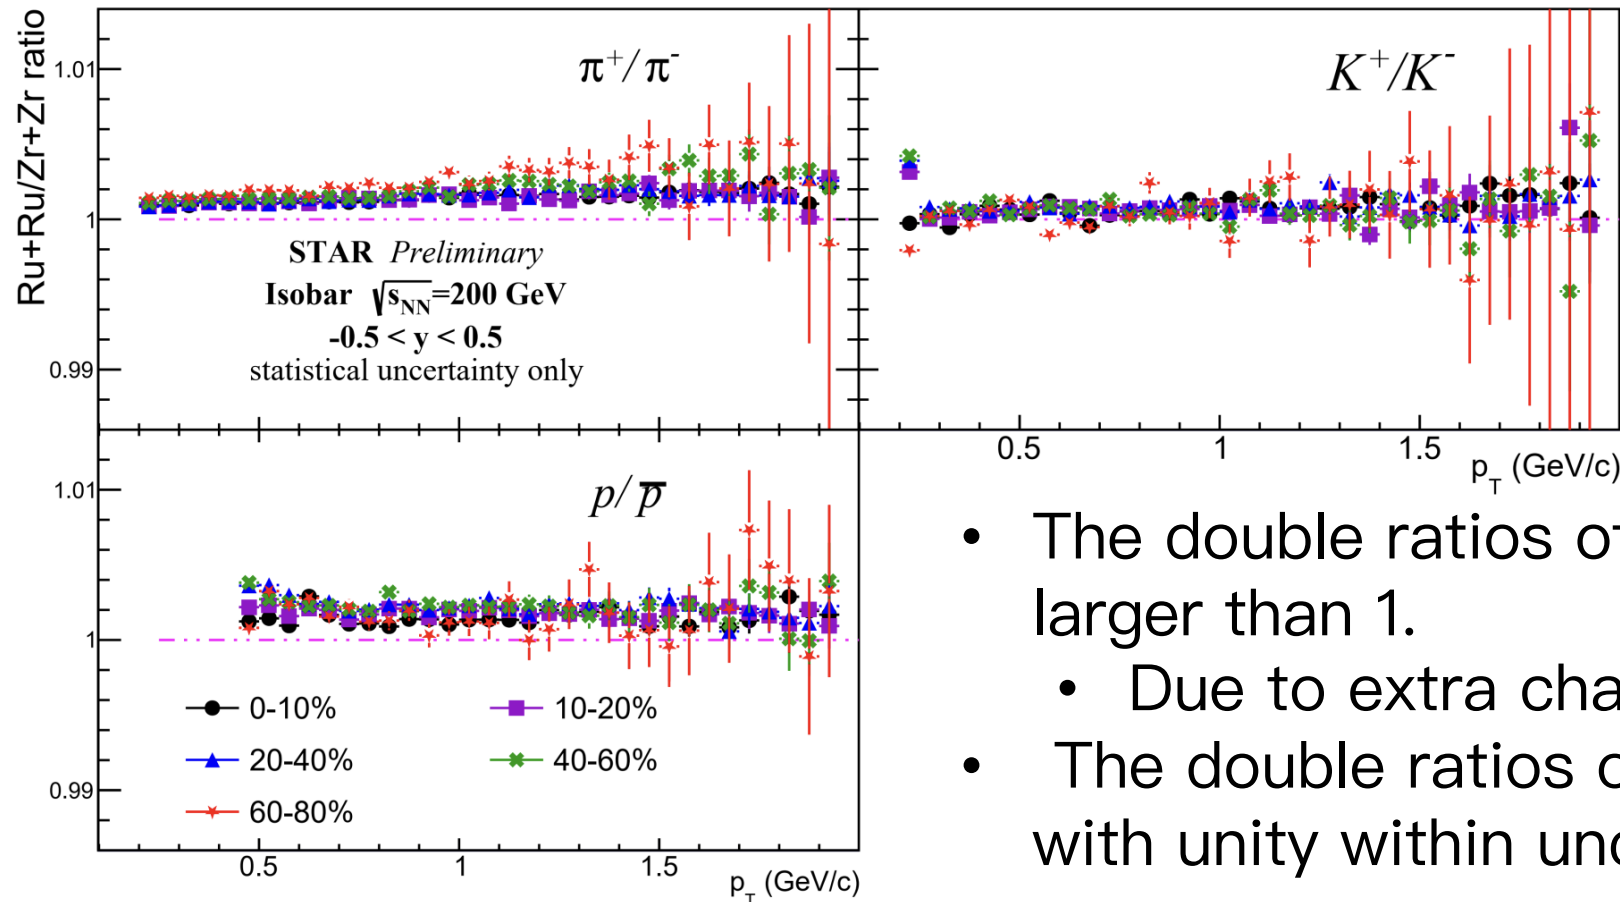 Ru+Ru/Zr+Zr ratio
1.01
1
0.99
π⁺/π⁻
STAR Preliminary
Isobar √sNN=200 GeV
-0.5 < y < 0.5
statistical uncertainty only
K⁺/K⁻
0.5 1 1.5
pT (GeV/c)
1.01
1
0.99
p/p̅
0-10% 10-20%
20-40% 40-60%
60-80%
0.5 1 1.5
pT (GeV/c)
• The double ratios
larger than 1.
• Due to extra
• The double ratios
with unity within